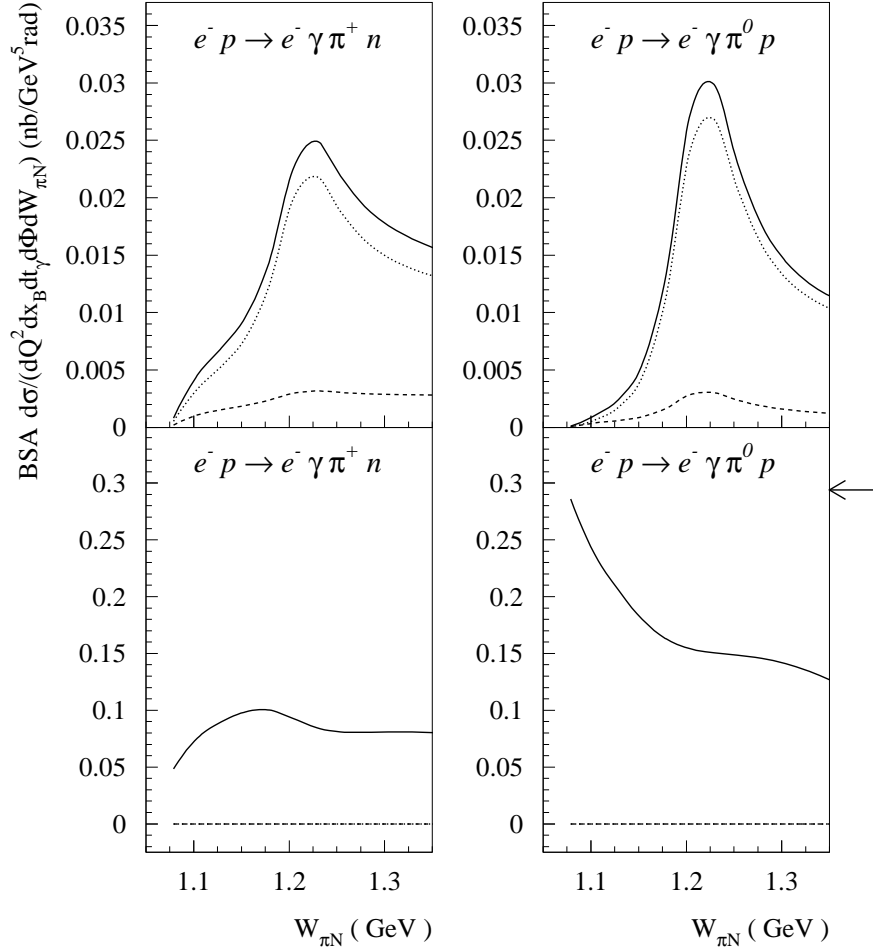 BSA dσ/(dQ²dx_Bdt_γdΦdW_πN) (nb/GeV⁵rad)
e⁻ p → e⁻ γ π⁺ n
e⁻ p → e⁻ γ π⁰ p
0.035 0.035
0.03 0.03
0.025 0.025
0.02 0.02
0.015 0.015
0.01 0.01
0.005 0.005
0 0
e⁻ p → e⁻ γ π⁺ n
e⁻ p → e⁻ γ π⁰ p
0.3 0.3
0.25 0.25
0.2 0.2
0.15 0.15
0.1 0.1
0.05 0.05
0 0
1.1 1.2 1.3 1.1 1.2 1.3
W_πN ( GeV ) W_πN ( GeV )